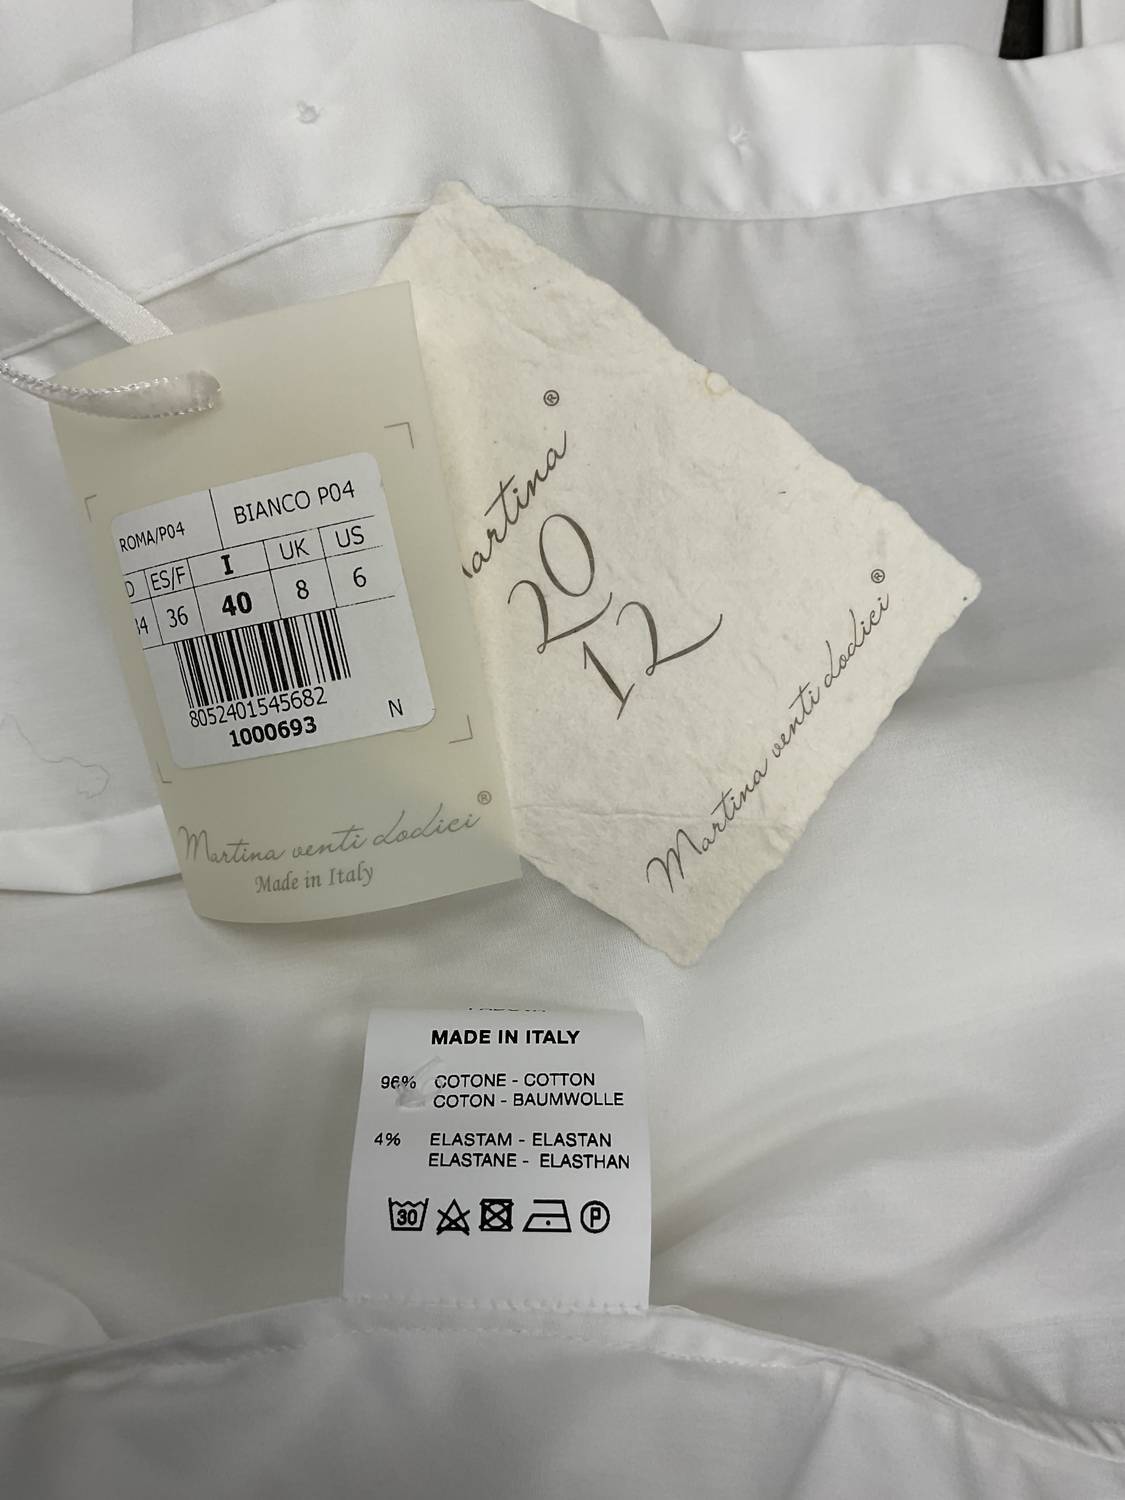 ROMA/P04 BIANCO P04
D ES/F I UK US
34 36 40 8 6
8052401545682
1000693 N
Martina venti dodici®
Made in Italy
artina®
20
12
Martina venti dodici®
MADE IN ITALY
96% COTONE - COTTON
COTON - BAUMWOLLE
4% ELASTAM - ELASTAN
ELASTANE - ELASTHAN
30 P